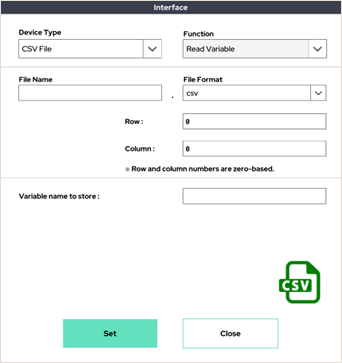 Interface
Device Type
Function
CSV File
Read Variable
File Name
File Format
.
csv
Row :
0
Column :
0
※ Row and column numbers are zero-based.
Variable name to store :
CSV
Set
Close